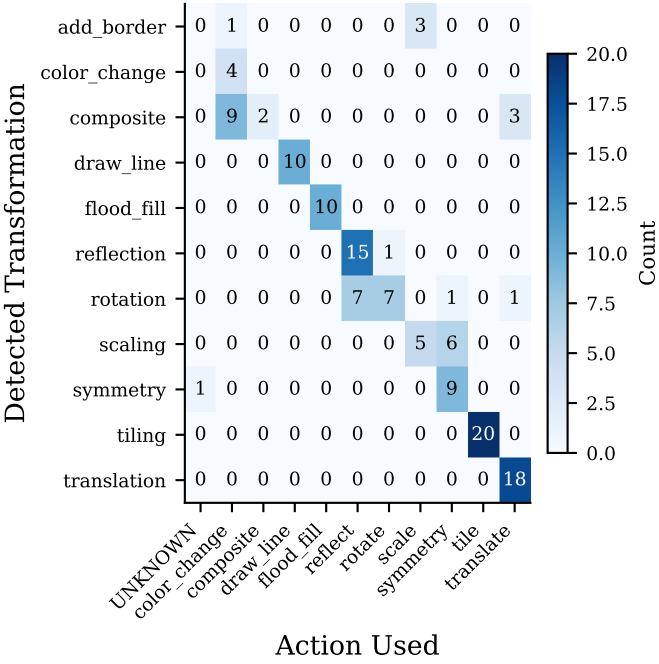 add_border 0 1 0 0 0 0 0 3 0 0 0
color_change 0 4 0 0 0 0 0 0 0 0 0
composite 0 9 2 0 0 0 0 0 0 0 3
draw_line 0 0 0 10 0 0 0 0 0 0 0
flood_fill 0 0 0 0 10 0 0 0 0 0 0
reflection 0 0 0 0 0 15 1 0 0 0 0
rotation 0 0 0 0 0 7 7 0 1 0 1
scaling 0 0 0 0 0 0 0 5 6 0 0
symmetry 1 0 0 0 0 0 0 0 9 0 0
tiling 0 0 0 0 0 0 0 0 0 20 0
translation 0 0 0 0 0 0 0 0 0 0 18
UNKNOWN
color_change
composite
draw_line
flood_fill
reflect
rotate
scale
symmetry
tile
translate
Action Used
Detected Transformation
20.0
17.5
15.0
12.5
10.0
7.5
5.0
2.5
0.0
Count